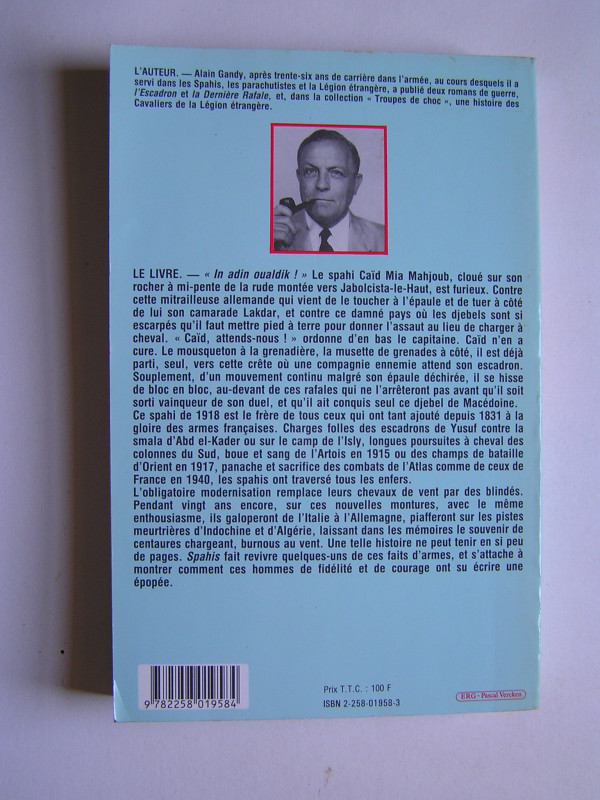 L'AUTEUR. — Alain Gandy, après trente-six ans de carrière dans l'armée, au cours desquels il a
servi dans les Spahis, les parachutistes et la Légion étrangère, a publié deux romans de guerre,
l'Escadron et la Dernière Rafale, et, dans la collection « Troupes de choc », une histoire des
Cavaliers de la Légion étrangère.
LE LIVRE. — « In adin oualdik ! » Le spahi Caïd Mia Mahjoub, cloué sur son
rocher à mi-pente de la rude montée vers Jabolcista-le-Haut, est furieux. Contre
cette mitrailleuse allemande qui vient de le toucher à l'épaule et de tuer à côté
de lui son camarade Lakdar, et contre ce damné pays où les djebels sont si
escarpés qu'il faut mettre pied à terre pour donner l'assaut au lieu de charger à
cheval. « Caïd, attends-nous ! » ordonne d'en bas le capitaine. Caïd n'en a
cure. Le mousqueton à la grenadière, la musette de grenades à côté, il est déjà
parti, seul, vers cette crête où une compagnie ennemie attend son escadron.
Souplement, d'un mouvement continu malgré son épaule déchirée, il se hisse
de bloc en bloc, au-devant de ces rafales qui ne l'arrêteront pas avant qu'il soit
sorti vainqueur de son duel, et qu'il ait conquis seul ce djebel de Macédoine.
Ce spahi de 1918 est le frère de tous ceux qui ont tant ajouté depuis 1831 à la
gloire des armes françaises. Charges folles des escadrons de Yusuf contre la
smala d'Abd el-Kader ou sur le camp de l'Isly, longues poursuites à cheval des
colonnes du Sud, boue et sang de l'Artois en 1915 ou des champs de bataille
d'Orient en 1917, panache et sacrifice des combats de l'Atlas comme de ceux de
France en 1940, les spahis ont traversé tous les enfers.
L'obligatoire modernisation remplace leurs chevaux de vent par des blindés.
Pendant vingt ans encore, sur ces nouvelles montures, avec le même
enthousiasme, ils galoperont de l'Italie à l'Allemagne, piafferont sur les pistes
meurtrières d'Indochine et d'Algérie, laissant dans les mémoires le souvenir de
centaures chargeant, burnous au vent. Une telle histoire ne peut tenir en si peu
de pages. Spahis fait revivre quelques-uns de ces faits d'armes, et s'attache à
montrer comment ces hommes de fidélité et de courage ont su écrire une
épopée.
9 782258 019584
Prix T.T.C. : 100 F
ISBN 2-258-01958-3
ERG - Pascal Vercken